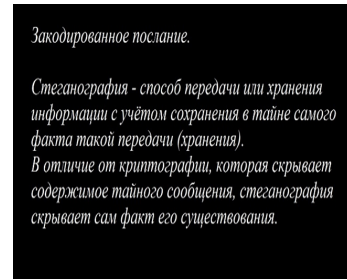 Закодированное послание.
Стеганография - способ передачи или хранения
информации с учётом сохранения в тайне самого
факта такой передачи (хранения).
В отличие от криптографии, которая скрывает
содержимое тайного сообщения, стеганография
скрывает сам факт его существования.